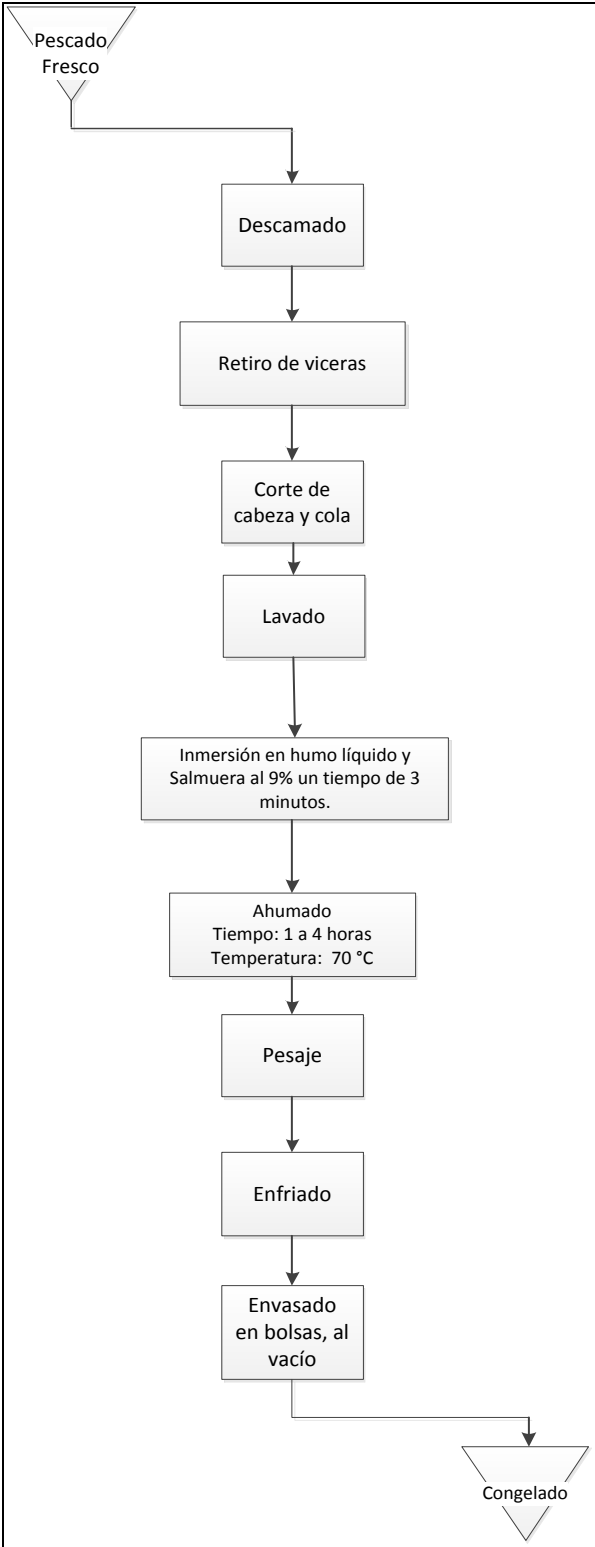 Pescado
Fresco
Descamado
Retiro de viceras
Corte de
cabeza y cola
Lavado
Inmersión en humo líquido y
Salmuera al 9% un tiempo de 3
minutos.
Ahumado
Tiempo: 1 a 4 horas
Temperatura: 70 °C
Pesaje
Enfriado
Envasado
en bolsas, al
vacío
Congelado